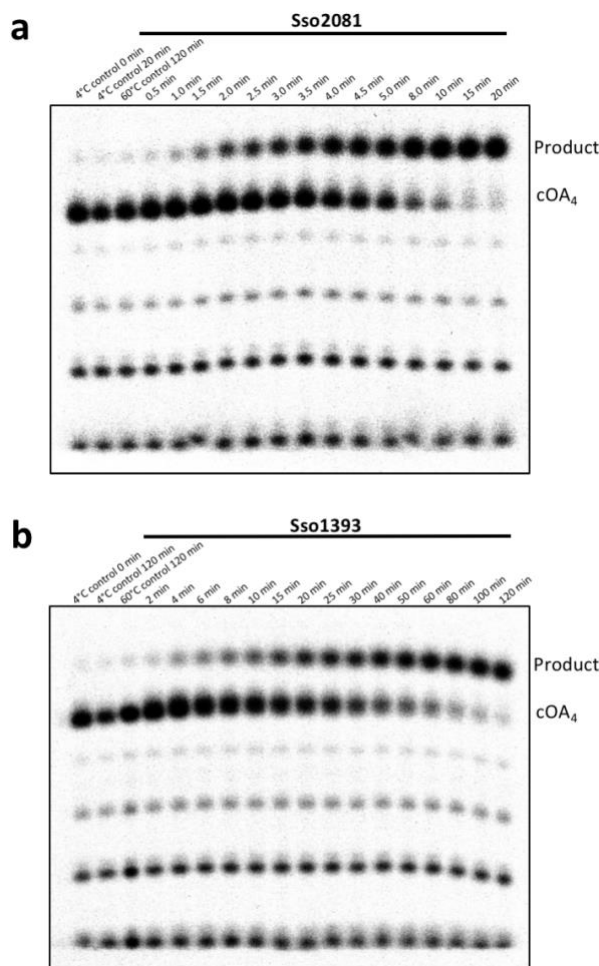 a
Sso2081
4°C control 0 min
4°C control 20 min
60°C control 120 min
0.5 min
1.0 min
1.5 min
2.0 min
2.5 min
3.0 min
3.5 min
4.0 min
4.5 min
5.0 min
8.0 min
10 min
15 min
20 min
Product
cOA₄
b
Sso1393
4°C control 0 min
4°C control 120 min
60°C control 120 min
2 min
4 min
6 min
8 min
10 min
15 min
20 min
25 min
30 min
40 min
50 min
60 min
80 min
100 min
120 min
Product
cOA₄